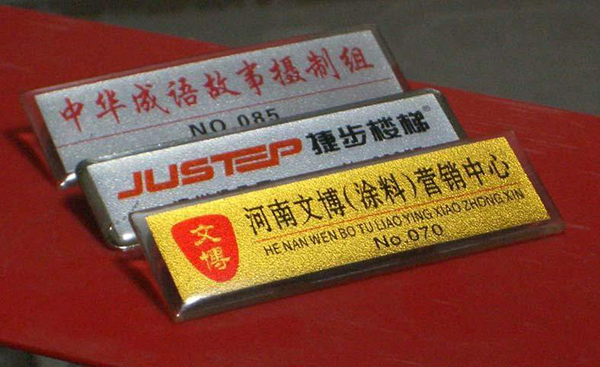 中华成语故事摄制组
NO.085
JUSTEP 捷步楼梯®
文博
河南文博(涂料)营销中心
HE NAN WEN BO TU LIAO YING XIAO ZHONG XIN
No.070